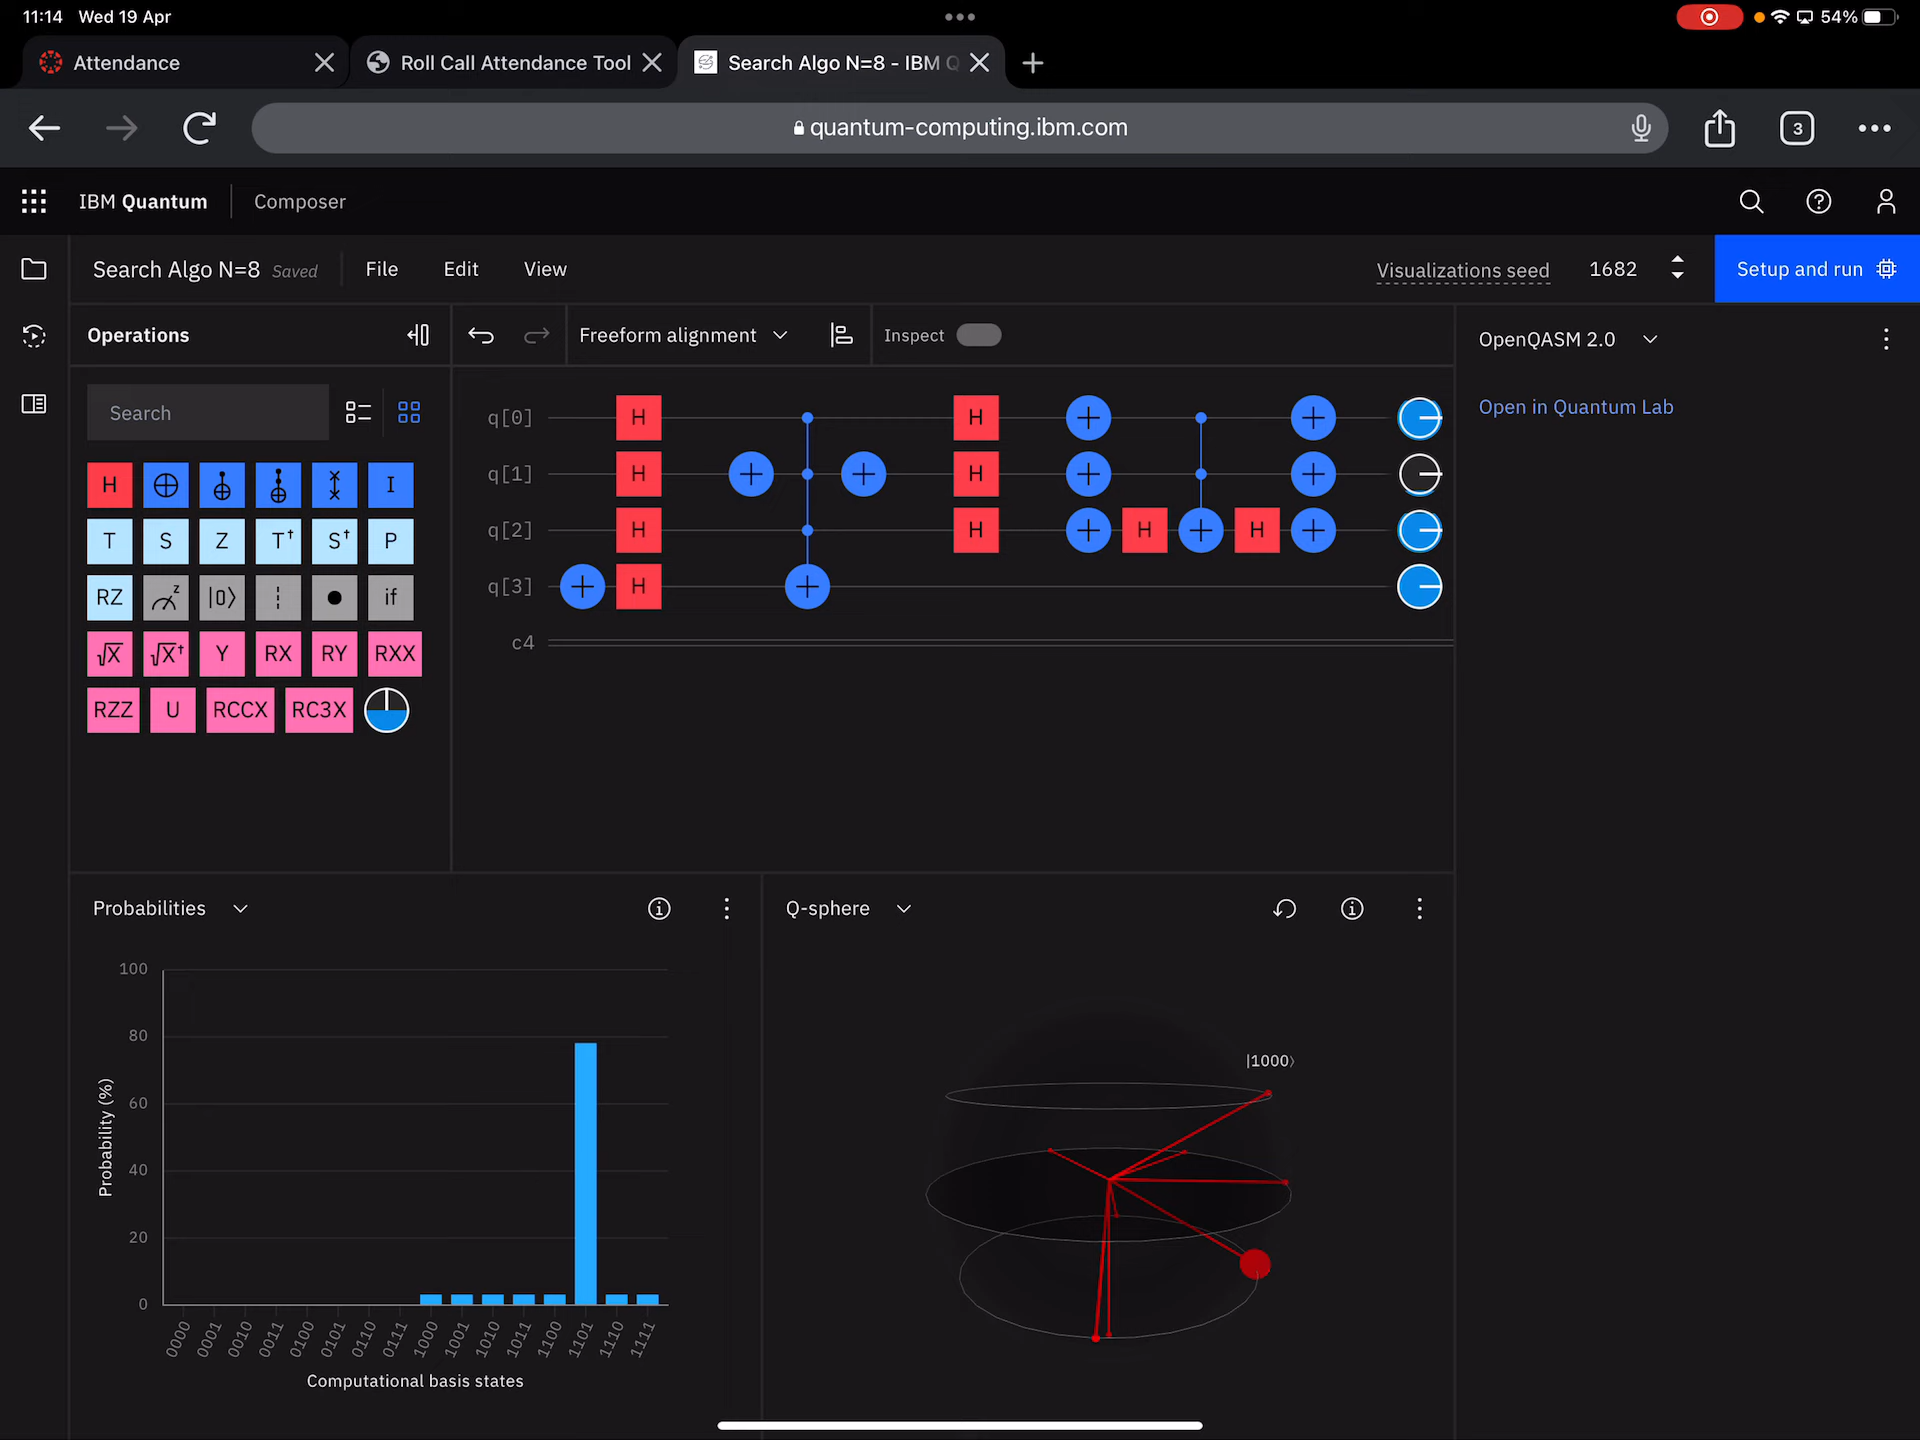 11:14 Wed 19 Apr
54%
Attendance
Roll Call Attendance Tool
Search Algo N=8 - IBM Q
quantum-computing.ibm.com
3
IBM Quantum
Composer
Search Algo N=8 Saved
File
Edit
View
Visualizations seed
1682
Setup and run
Operations
Freeform alignment
Inspect
OpenQASM 2.0
Search
Open in Quantum Lab
H I
T S Z T† S† P
RZ z |0⟩ if
√X √X† Y RX RY RXX
RZZ U RCCX RC3X
q[0] H H
q[1] H H
q[2] H H H H
q[3] H
c4
Probabilities
Q-sphere
100
80
60
40
20
0
Probability (%)
0000 0001 0010 0011 0100 0101 0110 0111 1000 1001 1010 1011 1100 1101 1110 1111
Computational basis states
|1000⟩